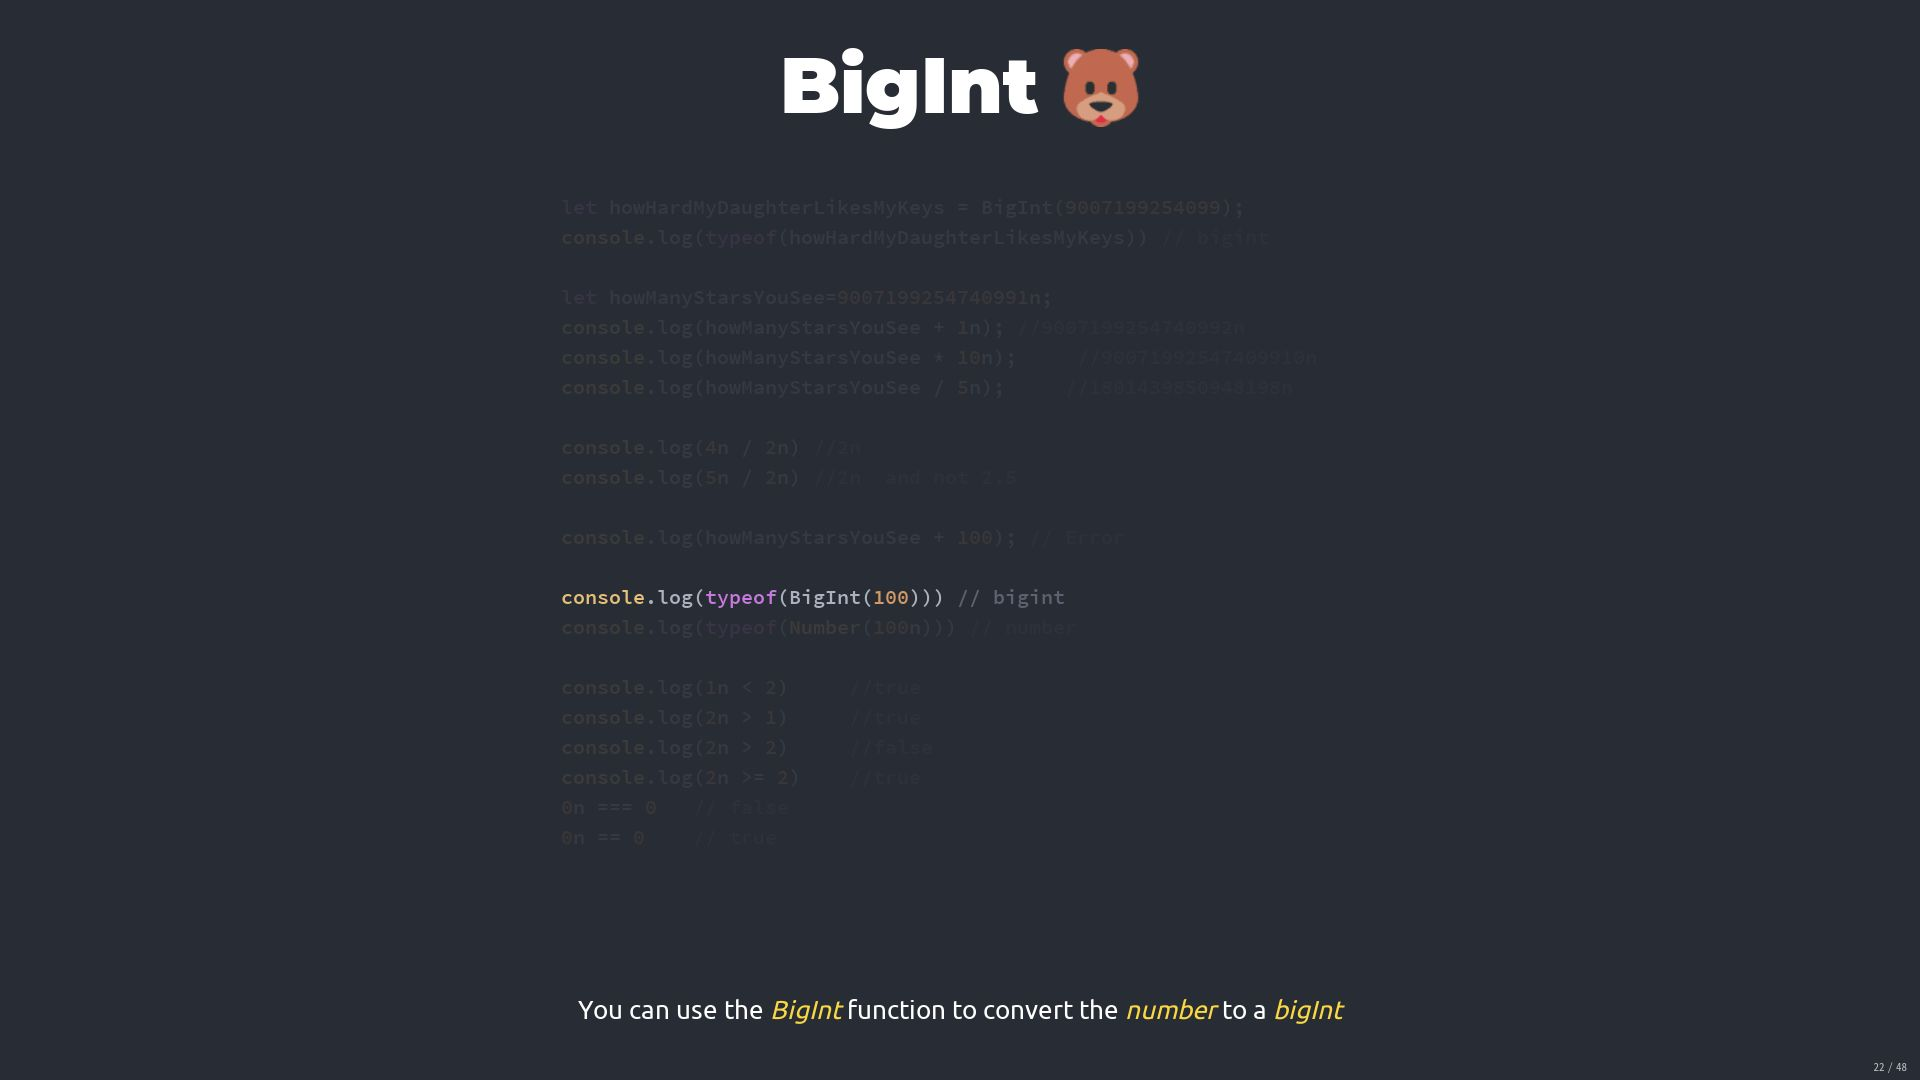 BigInt
let howHardMyDaughterLikesMyKeys = BigInt(9007199254099);
console.log(typeof(howHardMyDaughterLikesMyKeys)) // bigint
let howManyStarsYouSee=9007199254740991n;
console.log(howManyStarsYouSee + 1n); //9007199254740992n
console.log(howManyStarsYouSee * 10n);     //90071992547409910n
console.log(howManyStarsYouSee / 5n);     //1801439850948198n
console.log(4n / 2n) //2n
console.log(5n / 2n) //2n  and not 2.5
console.log(howManyStarsYouSee + 100); // Error
console.log(typeof(BigInt(100))) // bigint
console.log(typeof(Number(100n))) // number
console.log(1n < 2)     //true
console.log(2n > 1)     //true
console.log(2n > 2)     //false
console.log(2n >= 2)    //true
0n === 0   // false
0n == 0    // true
You can use the BigInt function to convert the number to a bigInt
22 / 48